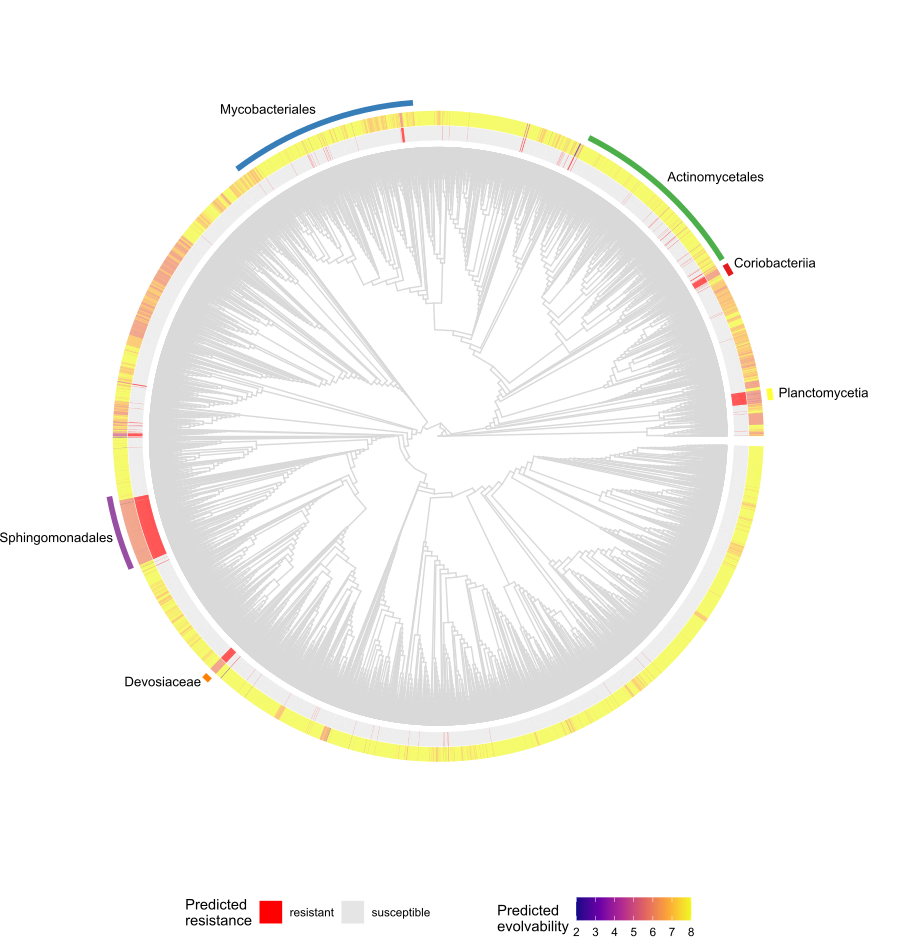 Mycobacteriales
Actinomycetales
Coriobacteriia
Planctomycetia
Sphingomonadales
Devosiaceae
Predicted
resistance
resistant
susceptible
Predicted
evolvability
2 3 4 5 6 7 8